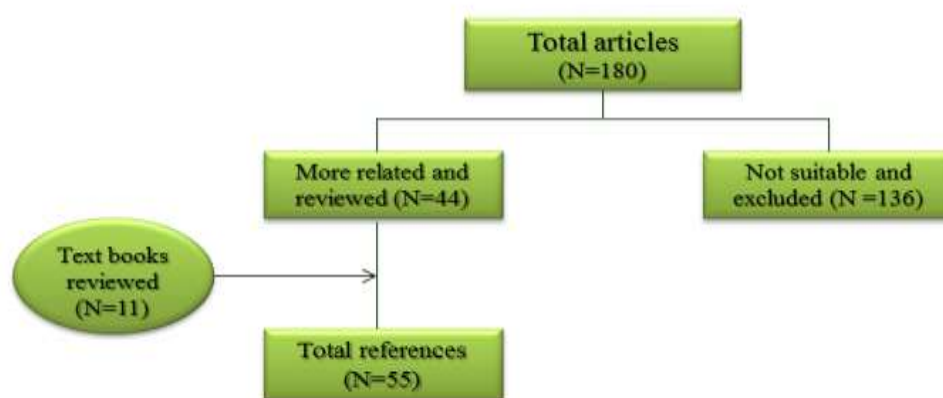 Total articles
(N=180)
More related and
reviewed (N=44)
Not suitable and
excluded (N =136)
Text books
reviewed
(N=11)
Total references
(N=55)